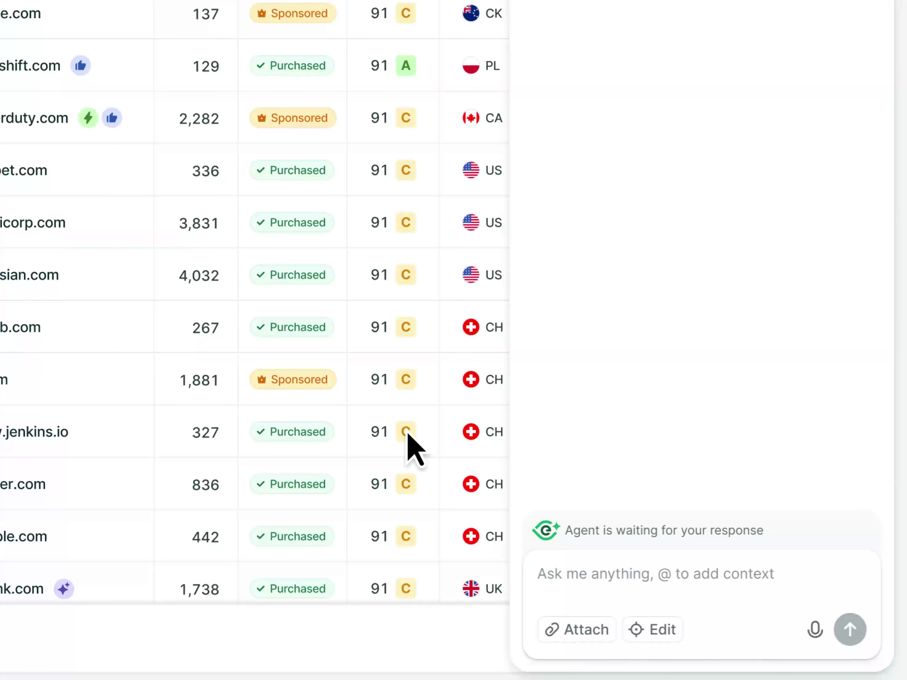 e.com 137 Sponsored 91 C CK
shift.com 129 Purchased 91 A PL
rduty.com 2,282 Sponsored 91 C CA
et.com 336 Purchased 91 C US
icorp.com 3,831 Purchased 91 C US
sian.com 4,032 Purchased 91 C US
b.com 267 Purchased 91 C CH
m 1,881 Sponsored 91 C CH
.jenkins.io 327 Purchased 91 C CH
er.com 836 Purchased 91 C CH
ple.com 442 Purchased 91 C CH
nk.com 1,738 Purchased 91 C UK
Agent is waiting for your response
Ask me anything, @ to add context
Attach Edit